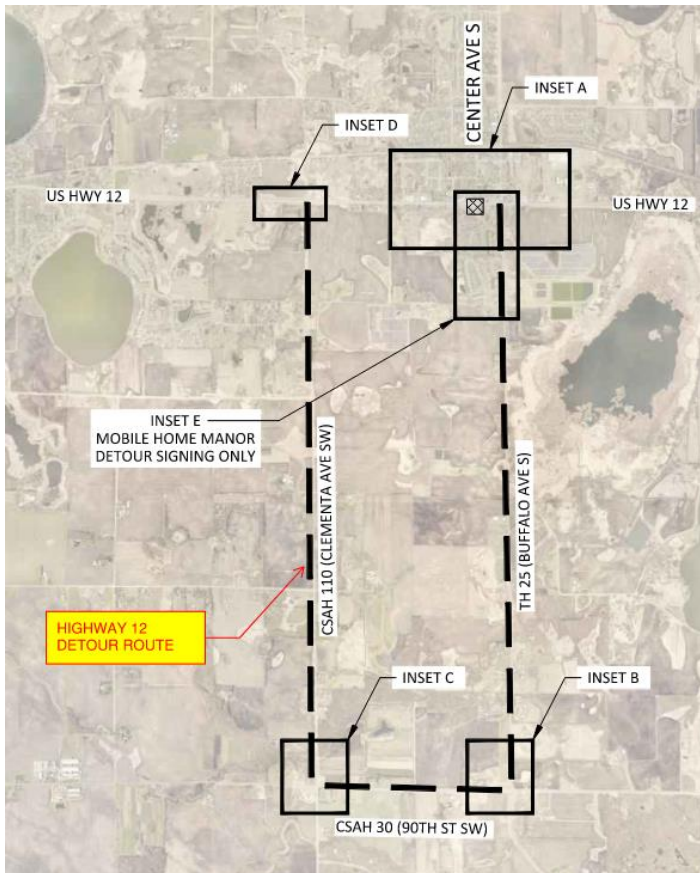 CENTER AVE S
INSET A
INSET D
US HWY 12
US HWY 12
INSET E
MOBILE HOME MANOR
DETOUR SIGNING ONLY
CSAH 110 (CLEMENTA AVE SW)
TH 25 (BUFFALO AVE S)
HIGHWAY 12
DETOUR ROUTE
INSET C
INSET B
CSAH 30 (90TH ST SW)